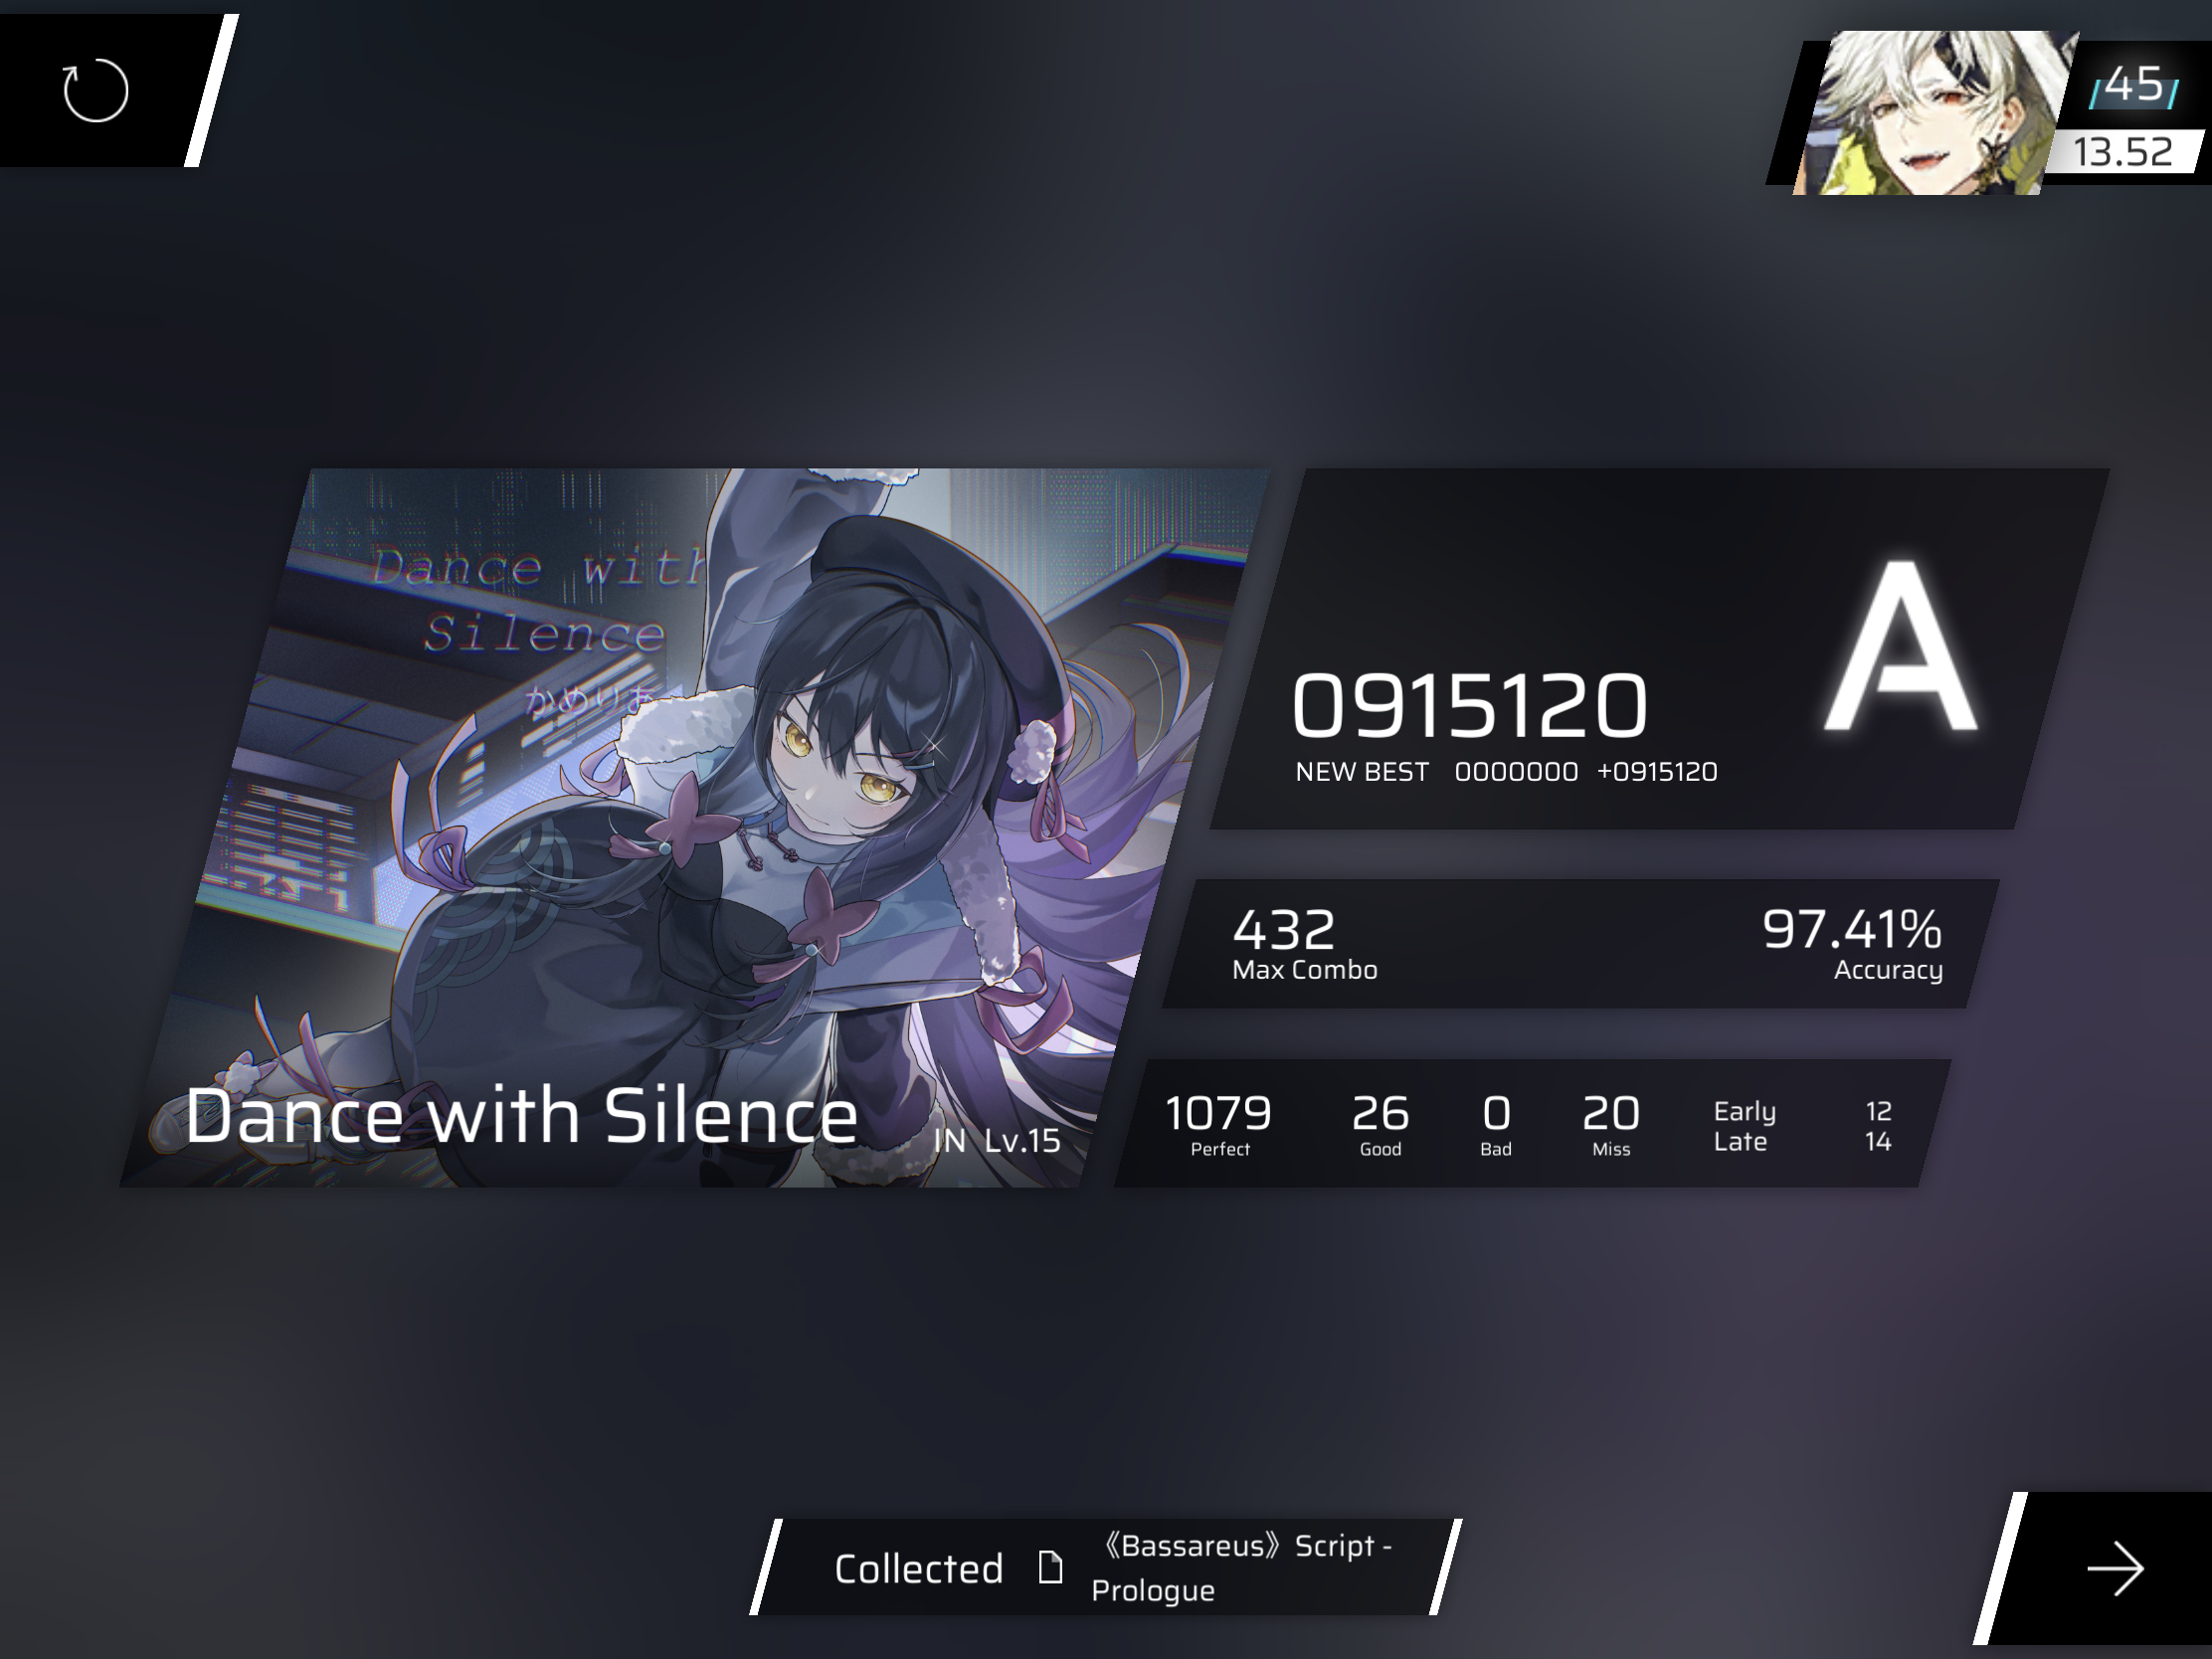 45
13.52
Dance with
Silence
かめりあ
0915120
A
NEW BEST 0000000 +0915120
432
Max Combo
97.41%
Accuracy
Dance with Silence
IN Lv.15
1079 26 0 20
Perfect Good Bad Miss
Early 12
Late 14
Collected
《Bassareus》Script -
Prologue